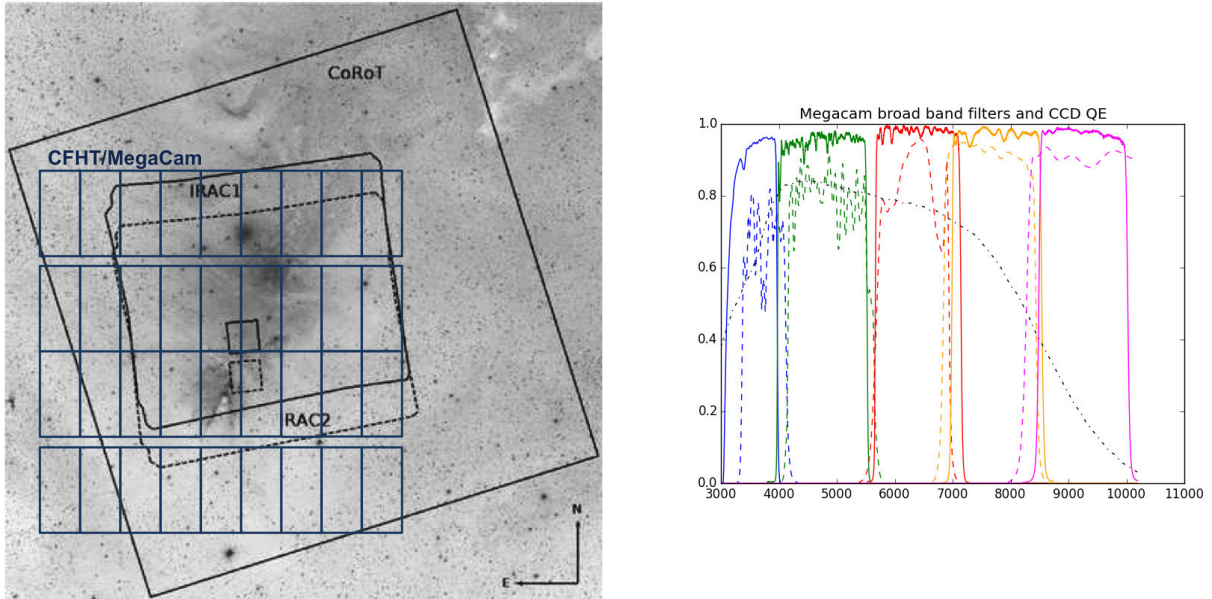 CoRoT
CFHT/MegaCam
IRAC1
RAC2
N
E
Megacam broad band filters and CCD QE
1.0
0.8
0.6
0.4
0.2
0.0
3000 4000 5000 6000 7000 8000 9000 10000 11000